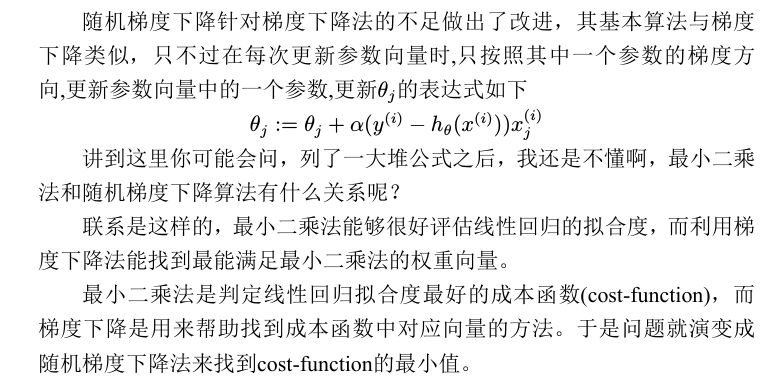 随机梯度下降针对梯度下降法的不足做出了改进，其基本算法与梯度
下降类似，只不过在每次更新参数向量时,只按照其中一个参数的梯度方
向,更新参数向量中的一个参数,更新θ_j的表达式如下
θ_j := θ_j + α(y^{(i)} − h_θ(x^{(i)}))x_j^{(i)}
讲到这里你可能会问，列了一大堆公式之后，我还是不懂啊，最小二乘
法和随机梯度下降算法有什么关系呢？
联系是这样的，最小二乘法能够很好评估线性回归的拟合度，而利用梯
度下降法能找到最能满足最小二乘法的权重向量。
最小二乘法是判定线性回归拟合度最好的成本函数(cost-function)，而
梯度下降是用来帮助找到成本函数中对应向量的方法。于是问题就演变成
随机梯度下降法来找到cost-function的最小值。